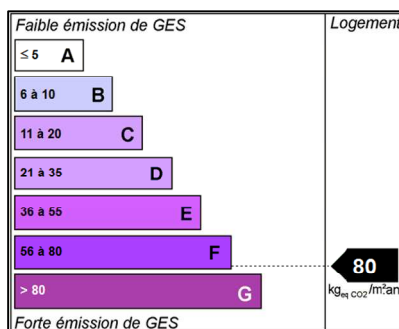 Faible émission de GES
Logement
≤ 5 A
6 à 10 B
11 à 20 C
21 à 35 D
36 à 55 E
56 à 80 F
80
> 80 G
kgeq CO2/m².an
Forte émission de GES